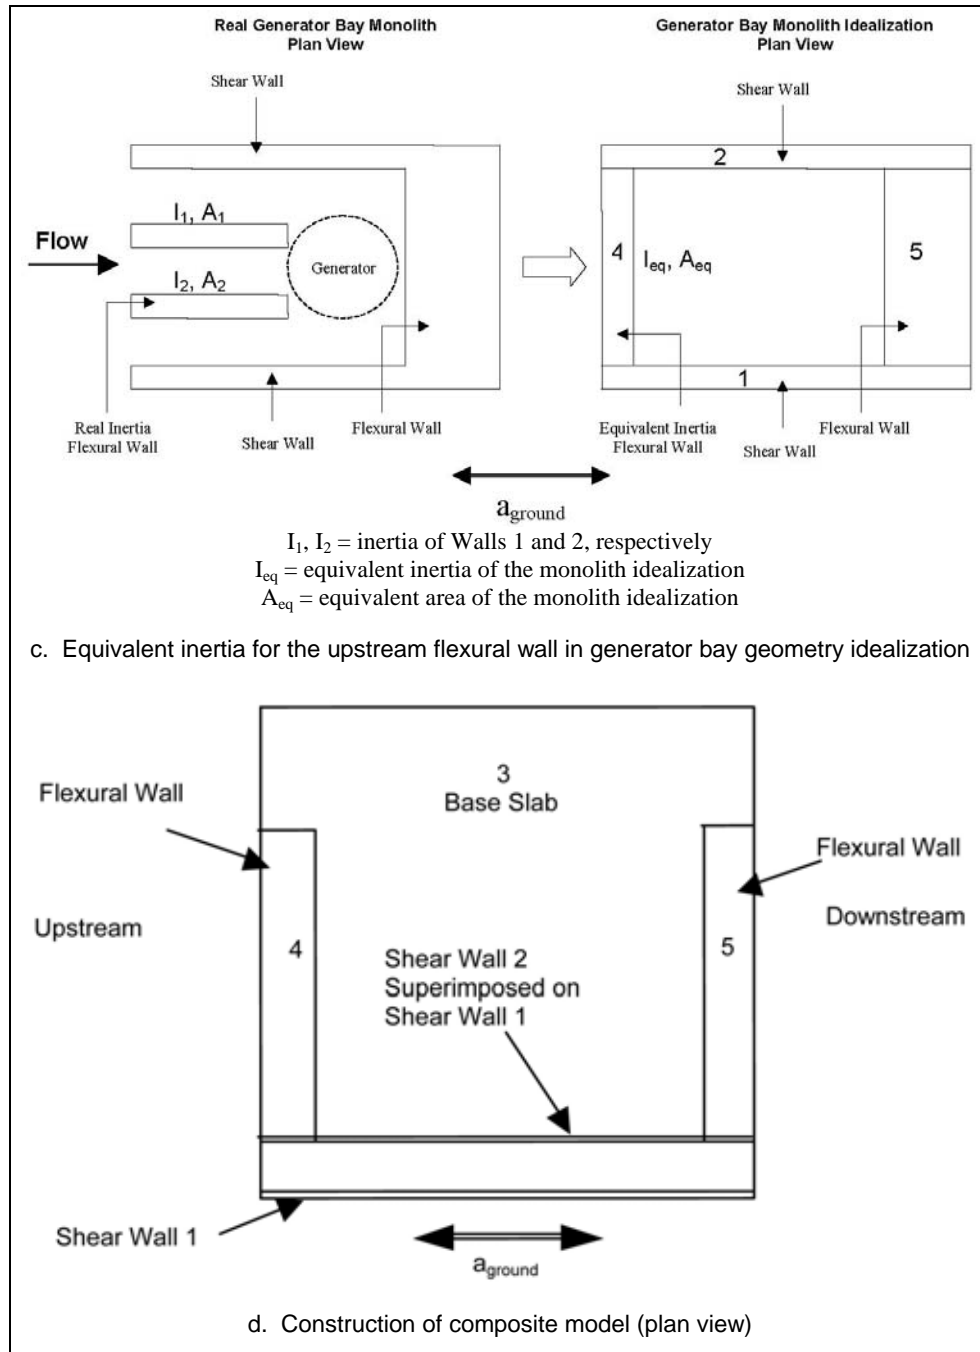 Real Generator Bay Monolith
Plan View
Generator Bay Monolith Idealization
Plan View
Shear Wall
Shear Wall
2
I1, A1
Flow
Generator
4
Ieq, Aeq
5
I2, A2
1
Real Inertia
Flexural Wall
Shear Wall
Flexural Wall
Equivalent Inertia
Flexural Wall
Shear Wall
Flexural Wall
aground
I1, I2 = inertia of Walls 1 and 2, respectively
Ieq = equivalent inertia of the monolith idealization
Aeq = equivalent area of the monolith idealization
c. Equivalent inertia for the upstream flexural wall in generator bay geometry idealization
3
Base Slab
Flexural Wall
Flexural Wall
Upstream
Downstream
4
5
Shear Wall 2
Superimposed on
Shear Wall 1
Shear Wall 1
aground
d. Construction of composite model (plan view)